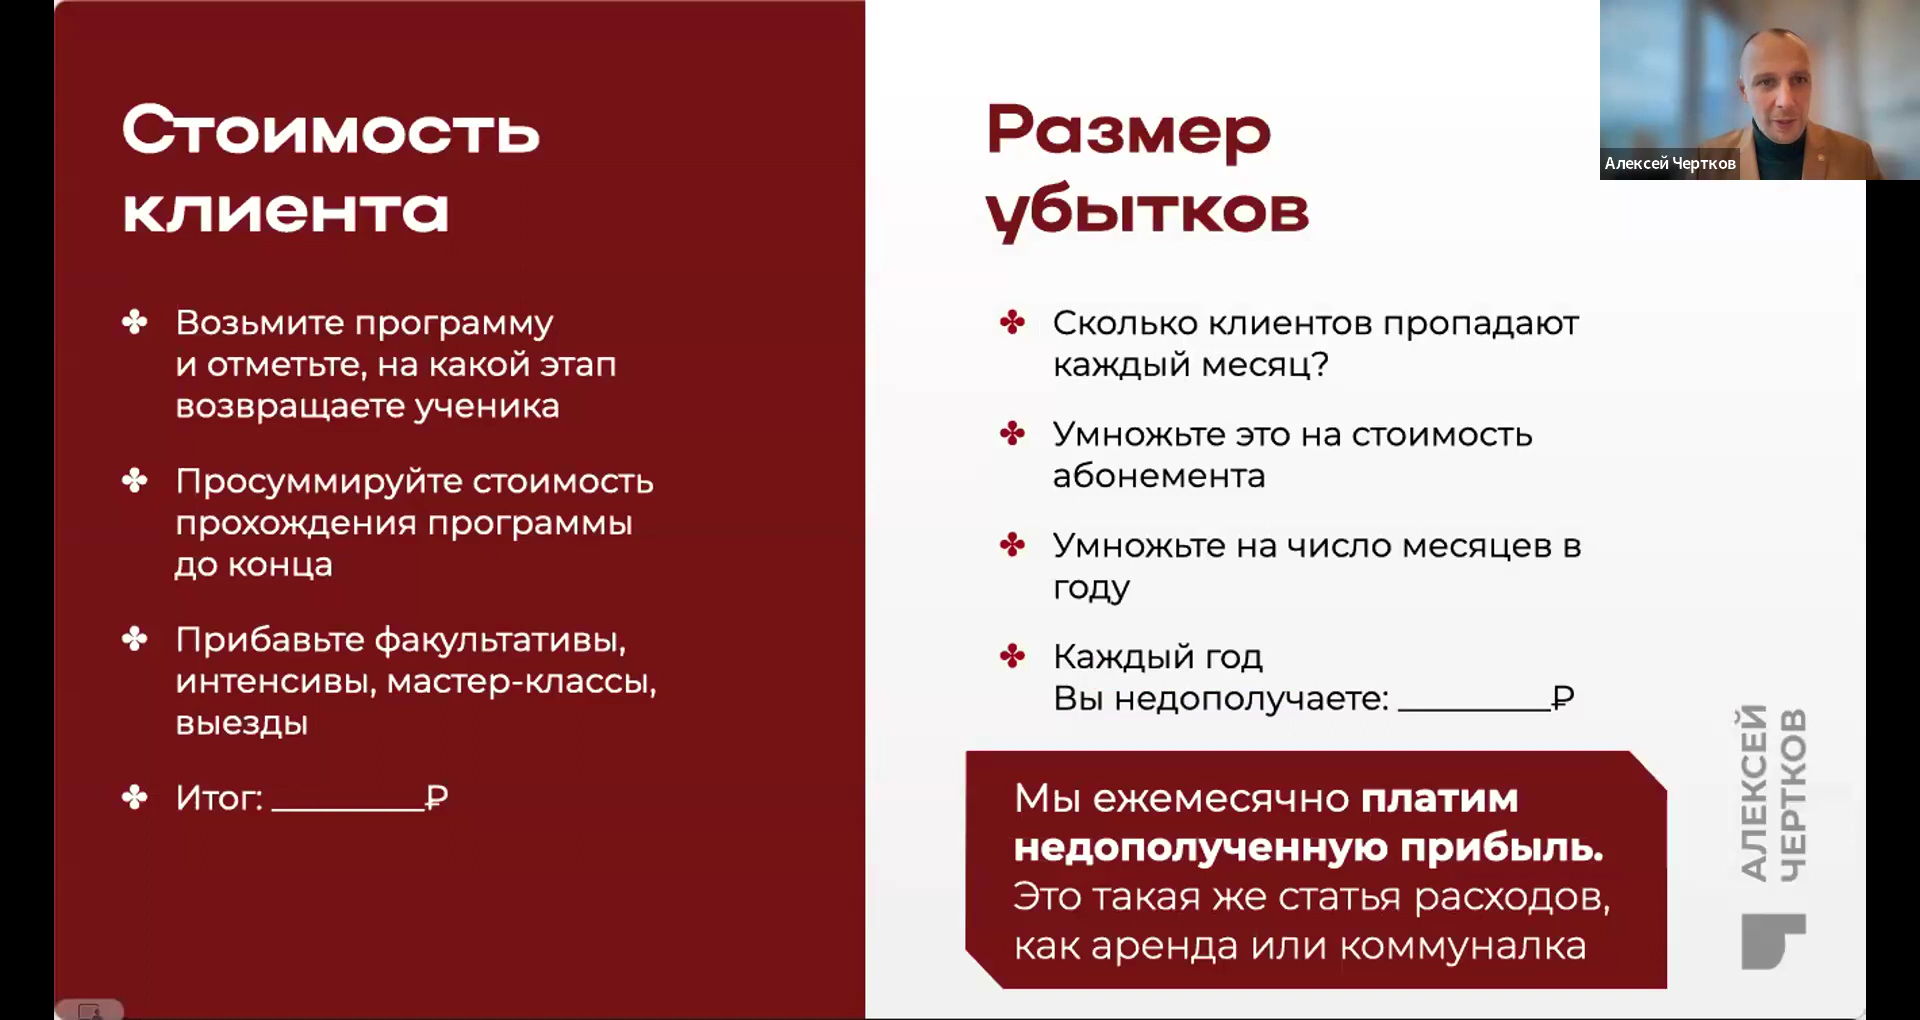 Стоимость
клиента
Возьмите программу
и отметьте, на какой этап
возвращаете ученика
Просуммируйте стоимость
прохождения программы
до конца
Прибавьте факультативы,
интенсивы, мастер-классы,
выезды
Итог: _________₽
Размер
убытков
Сколько клиентов пропадают
каждый месяц?
Умножьте это на стоимость
абонемента
Умножьте на число месяцев в
году
Каждый год
Вы недополучаете: _________₽
Мы ежемесячно платим
недополученную прибыль.
Это такая же статья расходов,
как аренда или коммуналка
АЛЕКСЕЙ
ЧЕРТКОВ
Алексей Чертков